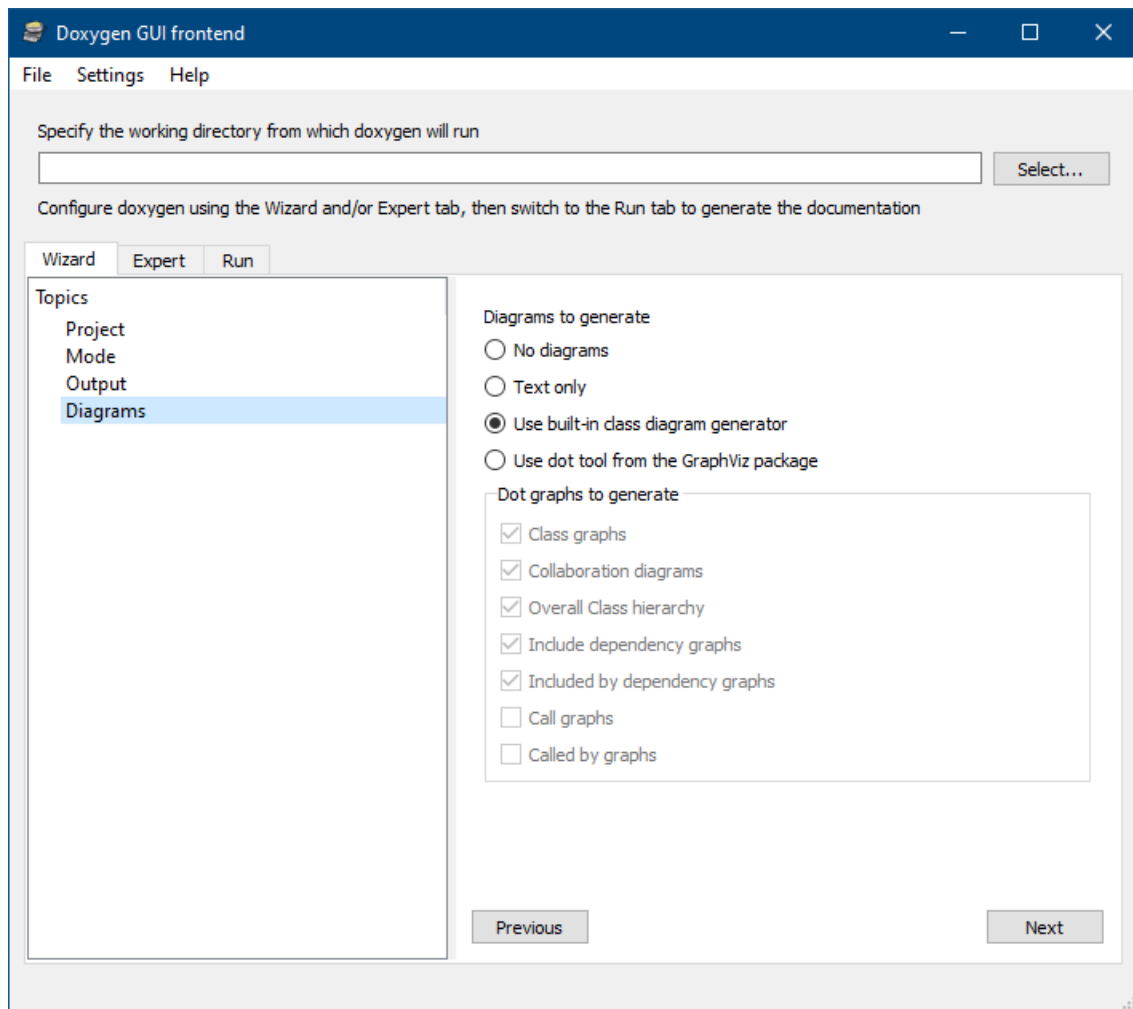 Doxygen GUI frontend
File Settings Help
Specify the working directory from which doxygen will run
Select...
Configure doxygen using the Wizard and/or Expert tab, then switch to the Run tab to generate the documentation
Wizard Expert Run
Topics
Project
Mode
Output
Diagrams
Diagrams to generate
No diagrams
Text only
Use built-in class diagram generator
Use dot tool from the GraphViz package
Dot graphs to generate
Class graphs
Collaboration diagrams
Overall Class hierarchy
Include dependency graphs
Included by dependency graphs
Call graphs
Called by graphs
Previous Next